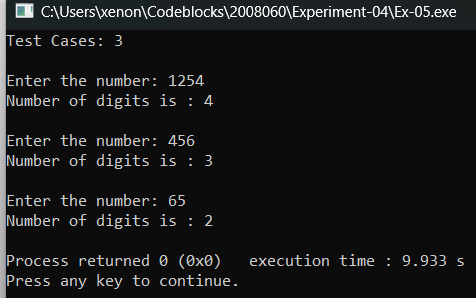 C:\Users\xenon\Codeblocks\2008060\Experiment-04\Ex-05.exe
Test Cases: 3
Enter the number: 1254
Number of digits is : 4
Enter the number: 456
Number of digits is : 3
Enter the number: 65
Number of digits is : 2
Process returned 0 (0x0)   execution time : 9.933 s
Press any key to continue.